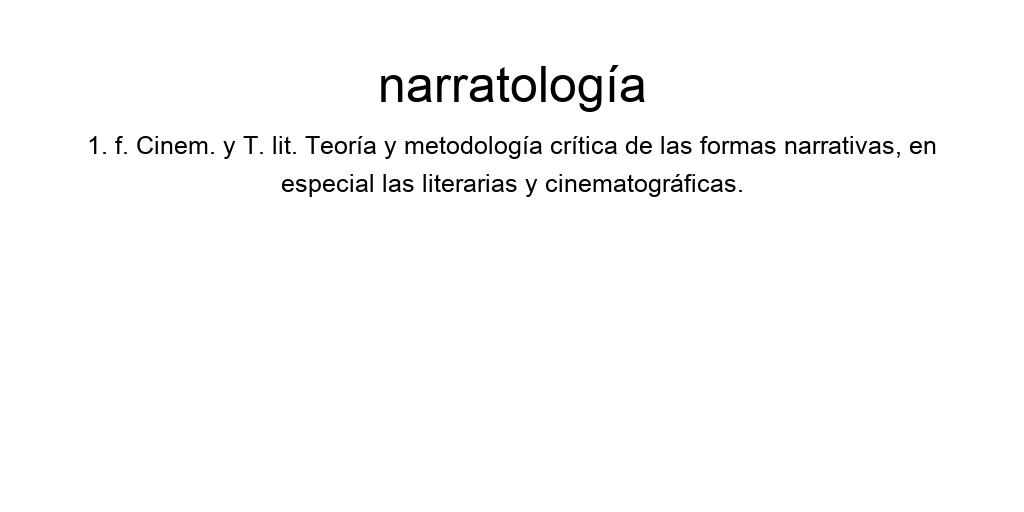 narratología
1. f. Cinem. y T. lit. Teoría y metodología crítica de las formas narrativas, en
especial las literarias y cinematográficas.